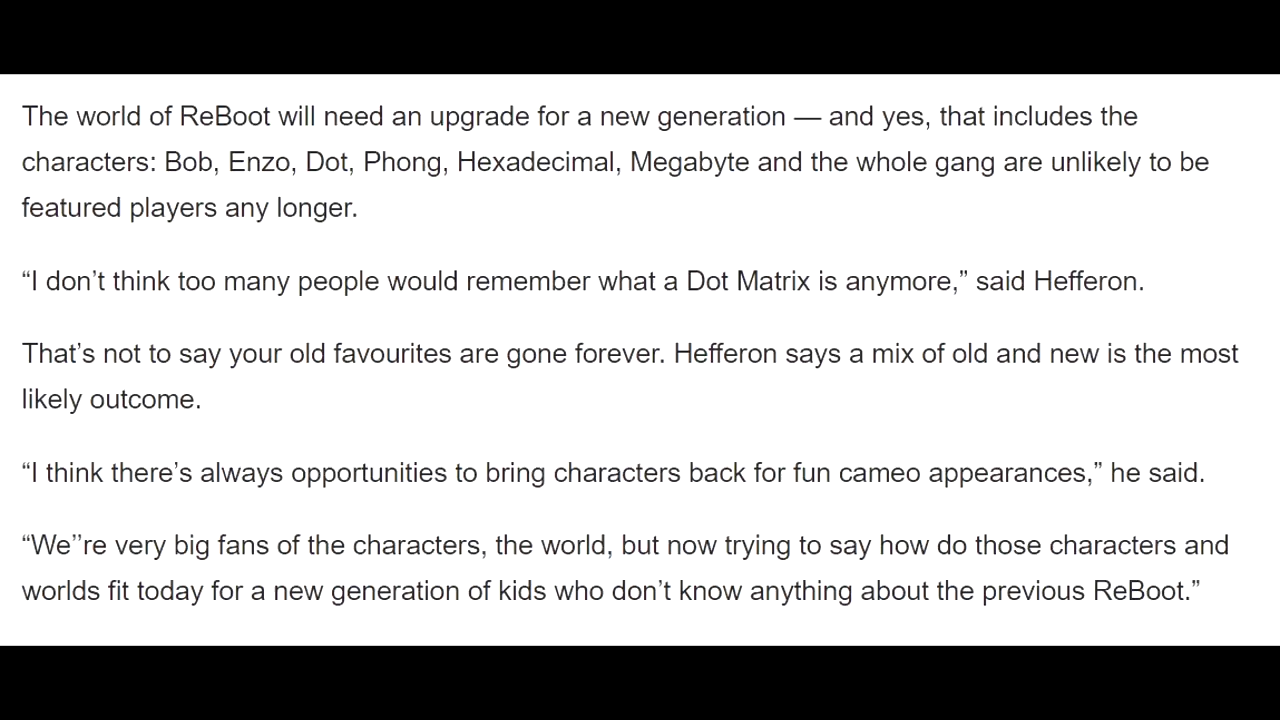 The world of ReBoot will need an upgrade for a new generation — and yes, that includes the
characters: Bob, Enzo, Dot, Phong, Hexadecimal, Megabyte and the whole gang are unlikely to be
featured players any longer.
“I don’t think too many people would remember what a Dot Matrix is anymore,” said Hefferon.
That’s not to say your old favourites are gone forever. Hefferon says a mix of old and new is the most
likely outcome.
“I think there’s always opportunities to bring characters back for fun cameo appearances,” he said.
“We’’re very big fans of the characters, the world, but now trying to say how do those characters and
worlds fit today for a new generation of kids who don’t know anything about the previous ReBoot.”